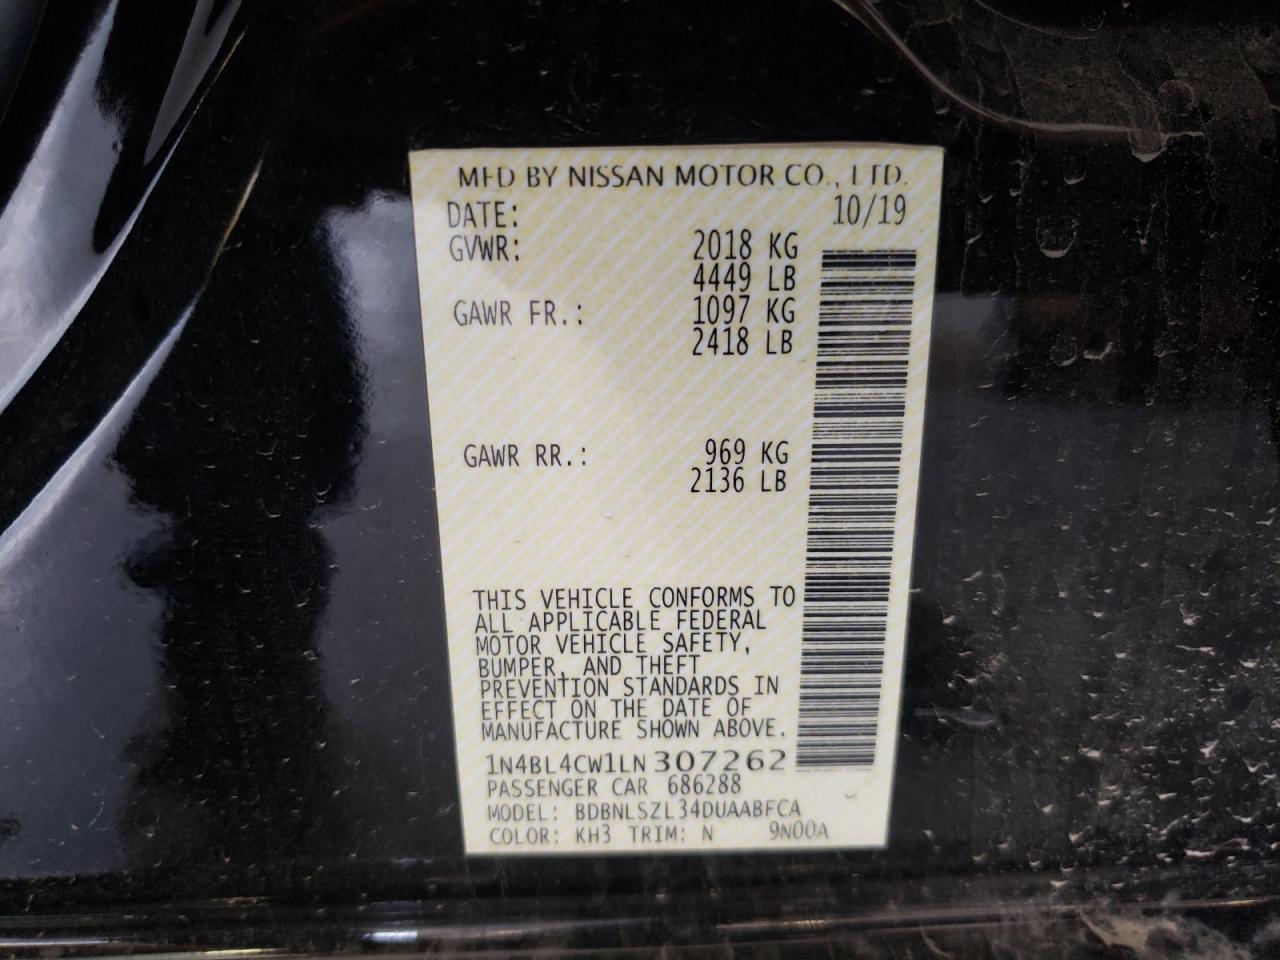 MFD BY NISSAN MOTOR CO., LTD.
DATE: 10/19
GVWR: 2018 KG
4449 LB
GAWR FR.: 1097 KG
2418 LB
GAWR RR.: 969 KG
2136 LB
THIS VEHICLE CONFORMS TO
ALL APPLICABLE FEDERAL
MOTOR VEHICLE SAFETY,
BUMPER, AND THEFT
PREVENTION STANDARDS IN
EFFECT ON THE DATE OF
MANUFACTURE SHOWN ABOVE.
1N4BL4CW1LN307262
PASSENGER CAR 686288
MODEL: BDBNLSZL34DUAABFCA
COLOR: KH3 TRIM: N 9N00A